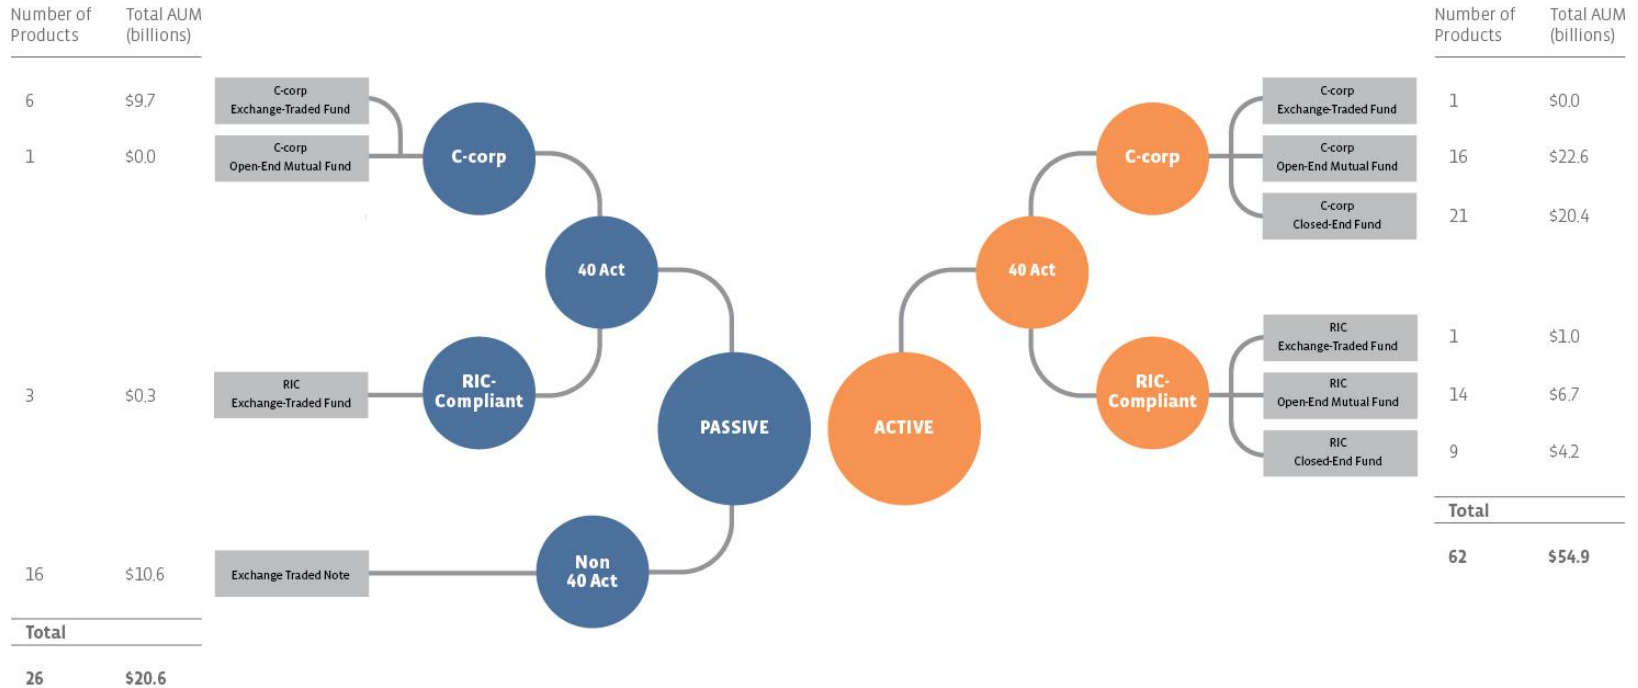 Number of
Products
Total AUM
(billions)
6
$9.7
C-corp
Exchange-Traded Fund
1
$0.0
C-corp
Open-End Mutual Fund
C-corp
40 Act
3
$0.3
RIC
Exchange-Traded Fund
RIC-
Compliant
PASSIVE
16
$10.6
Exchange Traded Note
Non
40 Act
Total
26
$20.6
Number of
Products
Total AUM
(billions)
C-corp
C-corp
Exchange-Traded Fund
1
$0.0
C-corp
Open-End Mutual Fund
16
$22.6
C-corp
Closed-End Fund
21
$20.4
40 Act
ACTIVE
RIC-
Compliant
RIC
Exchange-Traded Fund
1
$1.0
RIC
Open-End Mutual Fund
14
$6.7
RIC
Closed-End Fund
9
$4.2
Total
62
$54.9